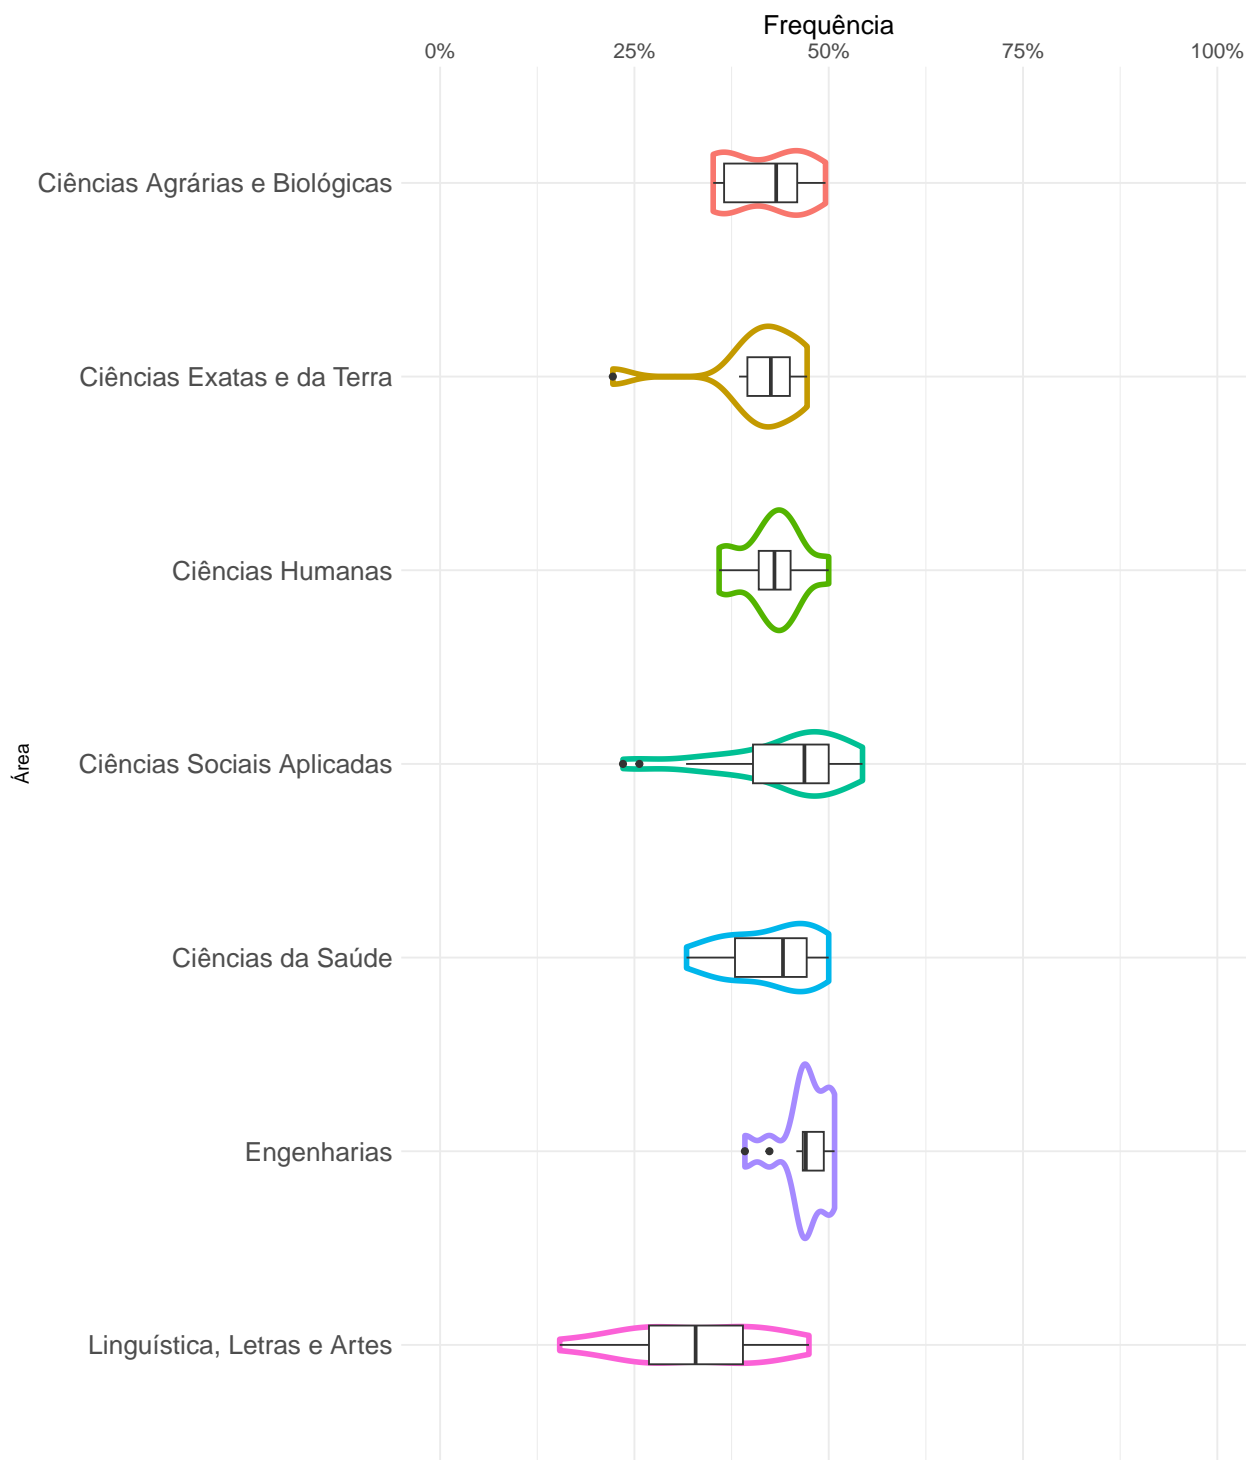 Frequência
0% 25% 50% 75% 100%
Ciências Agrárias e Biológicas
Ciências Exatas e da Terra
Ciências Humanas
Ciências Sociais Aplicadas
Área
Ciências da Saúde
Engenharias
Linguística, Letras e Artes